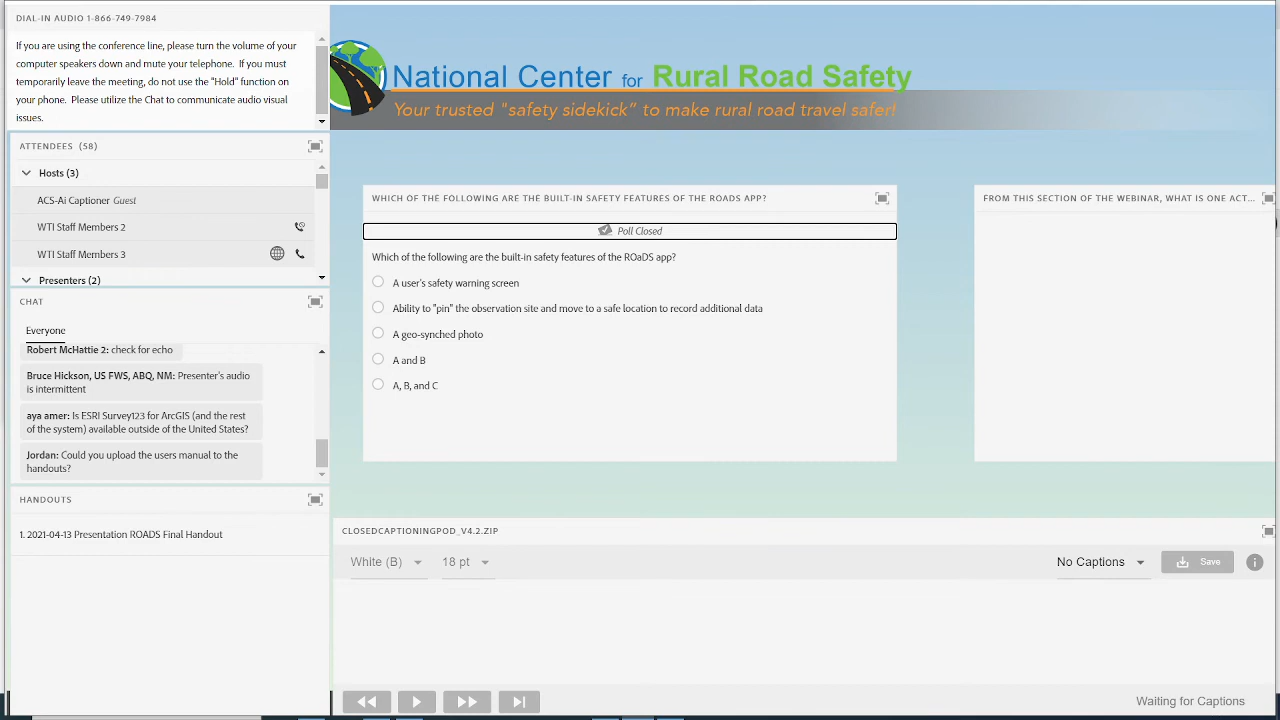 DIAL-IN AUDIO 1-866-749-7984
If you are using the conference line, please turn the volume of your
computer speakers down and mute your telephone. If you must
temporarily leave the meeting, do not use the "Hold" function on
your phone. Please utilize the Chat to communicate audio visual
issues.
ATTENDEES (58)
Hosts (3)
ACS-Ai Captioner Guest
WTI Staff Members 2
WTI Staff Members 3
Presenters (2)
CHAT
Everyone
Robert McHattie 2: check for echo
Bruce Hickson, US FWS, ABQ, NM: Presenter's audio
is intermittent
aya amer: Is ESRI Survey123 for ArcGIS (and the rest
of the system) available outside of the United States?
Jordan: Could you upload the users manual to the
handouts?
HANDOUTS
1. 2021-04-13 Presentation ROADS Final Handout
National Center for Rural Road Safety
Your trusted "safety sidekick" to make rural road travel safer!
WHICH OF THE FOLLOWING ARE THE BUILT-IN SAFETY FEATURES OF THE ROADS APP?
Poll Closed
Which of the following are the built-in safety features of the ROaDS app?
A user's safety warning screen
Ability to "pin" the observation site and move to a safe location to record additional data
A geo-synched photo
A and B
A, B, and C
FROM THIS SECTION OF THE WEBINAR, WHAT IS ONE ACT...
CLOSEDCAPTIONINGPOD_V4.2.ZIP
White (B) 18 pt No Captions Save
Waiting for Captions